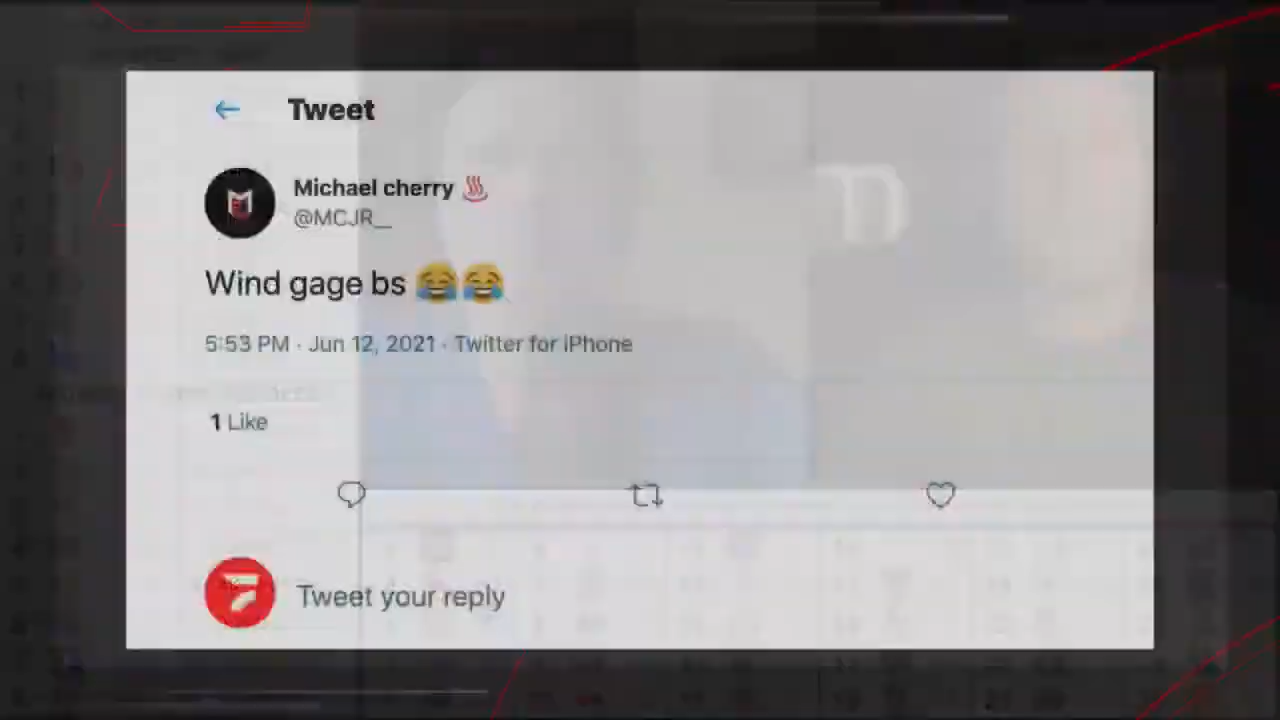 Tweet
Michael cherry ♨️
@MCJR__
Wind gage bs 😂😂
5:53 PM · Jun 12, 2021 · Twitter for iPhone
1 Like
Tweet your reply